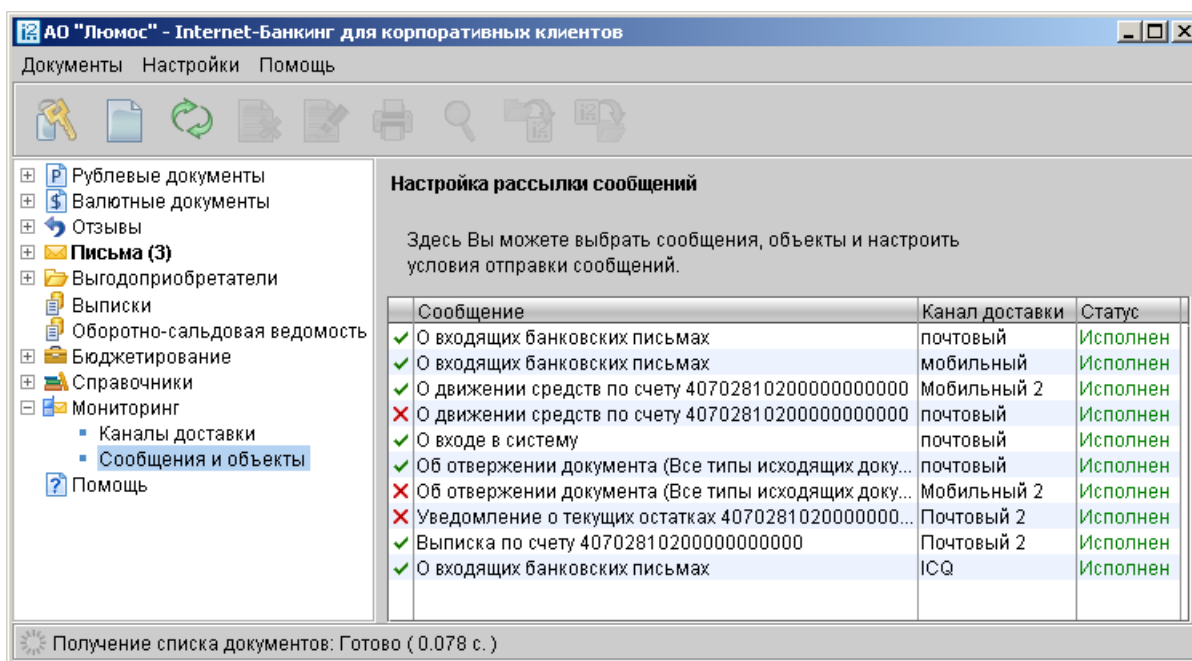 АО "Люмос" - Internet-Банкинг для корпоративных клиентов
Документы Настройки Помощь
Рублевые документы
Валютные документы
Отзывы
Письма (3)
Выгодоприобретатели
Выписки
Оборотно-сальдовая ведомость
Бюджетирование
Справочники
Мониторинг
Каналы доставки
Сообщения и объекты
Помощь
Настройка рассылки сообщений
Здесь Вы можете выбрать сообщения, объекты и настроить
условия отправки сообщений.
Сообщение Канал доставки Статус
О входящих банковских письмах почтовый Исполнен
О входящих банковских письмах мобильный Исполнен
О движении средств по счету 40702810200000000000 Мобильный 2 Исполнен
О движении средств по счету 40702810200000000000 почтовый Исполнен
О входе в систему почтовый Исполнен
Об отвержении документа (Все типы исходящих доку... почтовый Исполнен
Об отвержении документа (Все типы исходящих доку... Мобильный 2 Исполнен
Уведомление о текущих остатках 4070281020000000... Почтовый 2 Исполнен
Выписка по счету 40702810200000000000 Почтовый 2 Исполнен
О входящих банковских письмах ICQ Исполнен
Получение списка документов: Готово ( 0.078 с. )